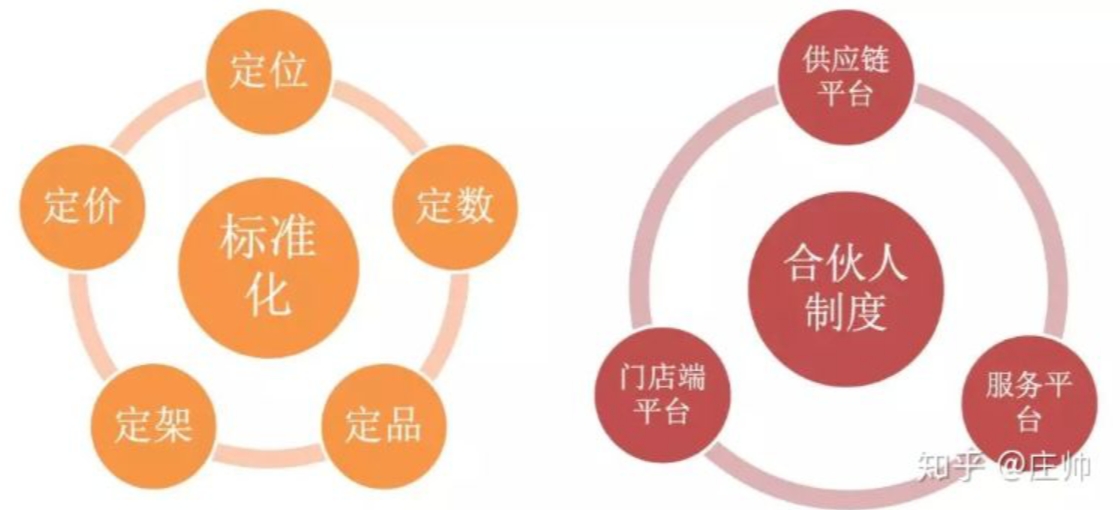 定位
定数
定品
定架
定价
标准
化
供应链
平台
服务平
台
门店端
平台
合伙人
制度
知乎 @庄帅